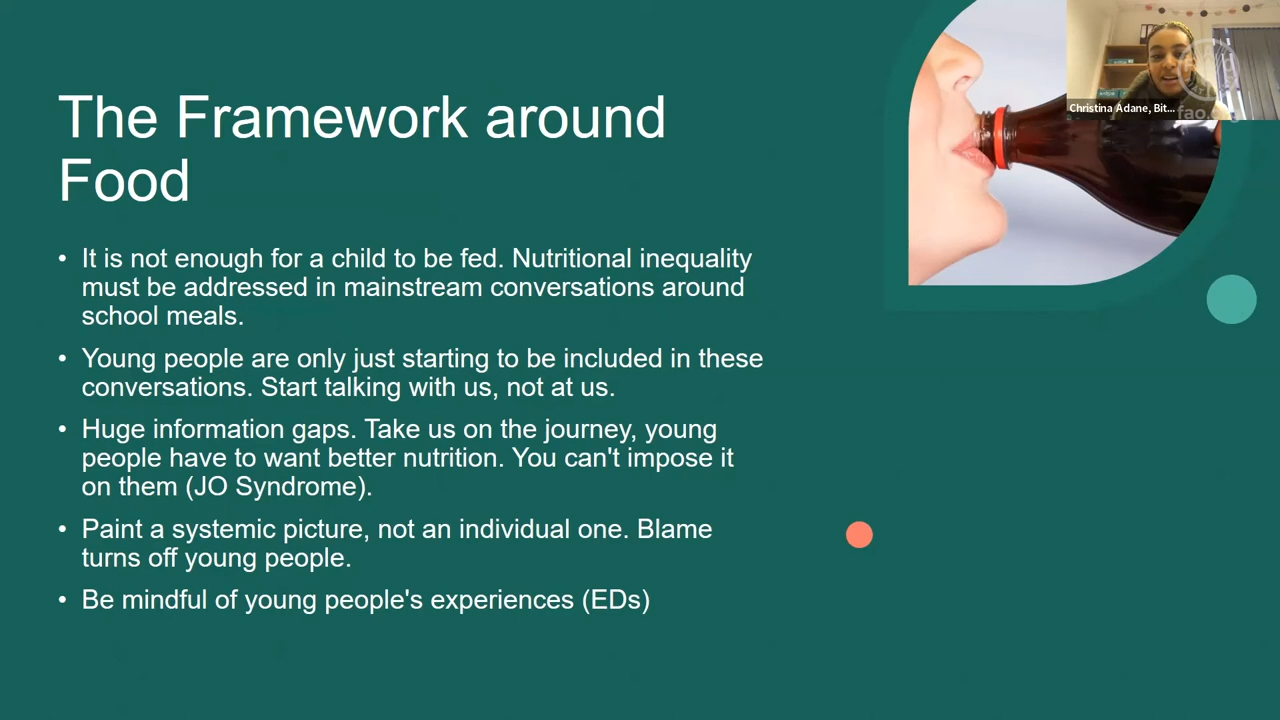 The Framework around
Food
• It is not enough for a child to be fed. Nutritional inequality
must be addressed in mainstream conversations around
school meals.
• Young people are only just starting to be included in these
conversations. Start talking with us, not at us.
• Huge information gaps. Take us on the journey, young
people have to want better nutrition. You can't impose it
on them (JO Syndrome).
• Paint a systemic picture, not an individual one. Blame
turns off young people.
• Be mindful of young people's experiences (EDs)
Christina Adane, Bit...